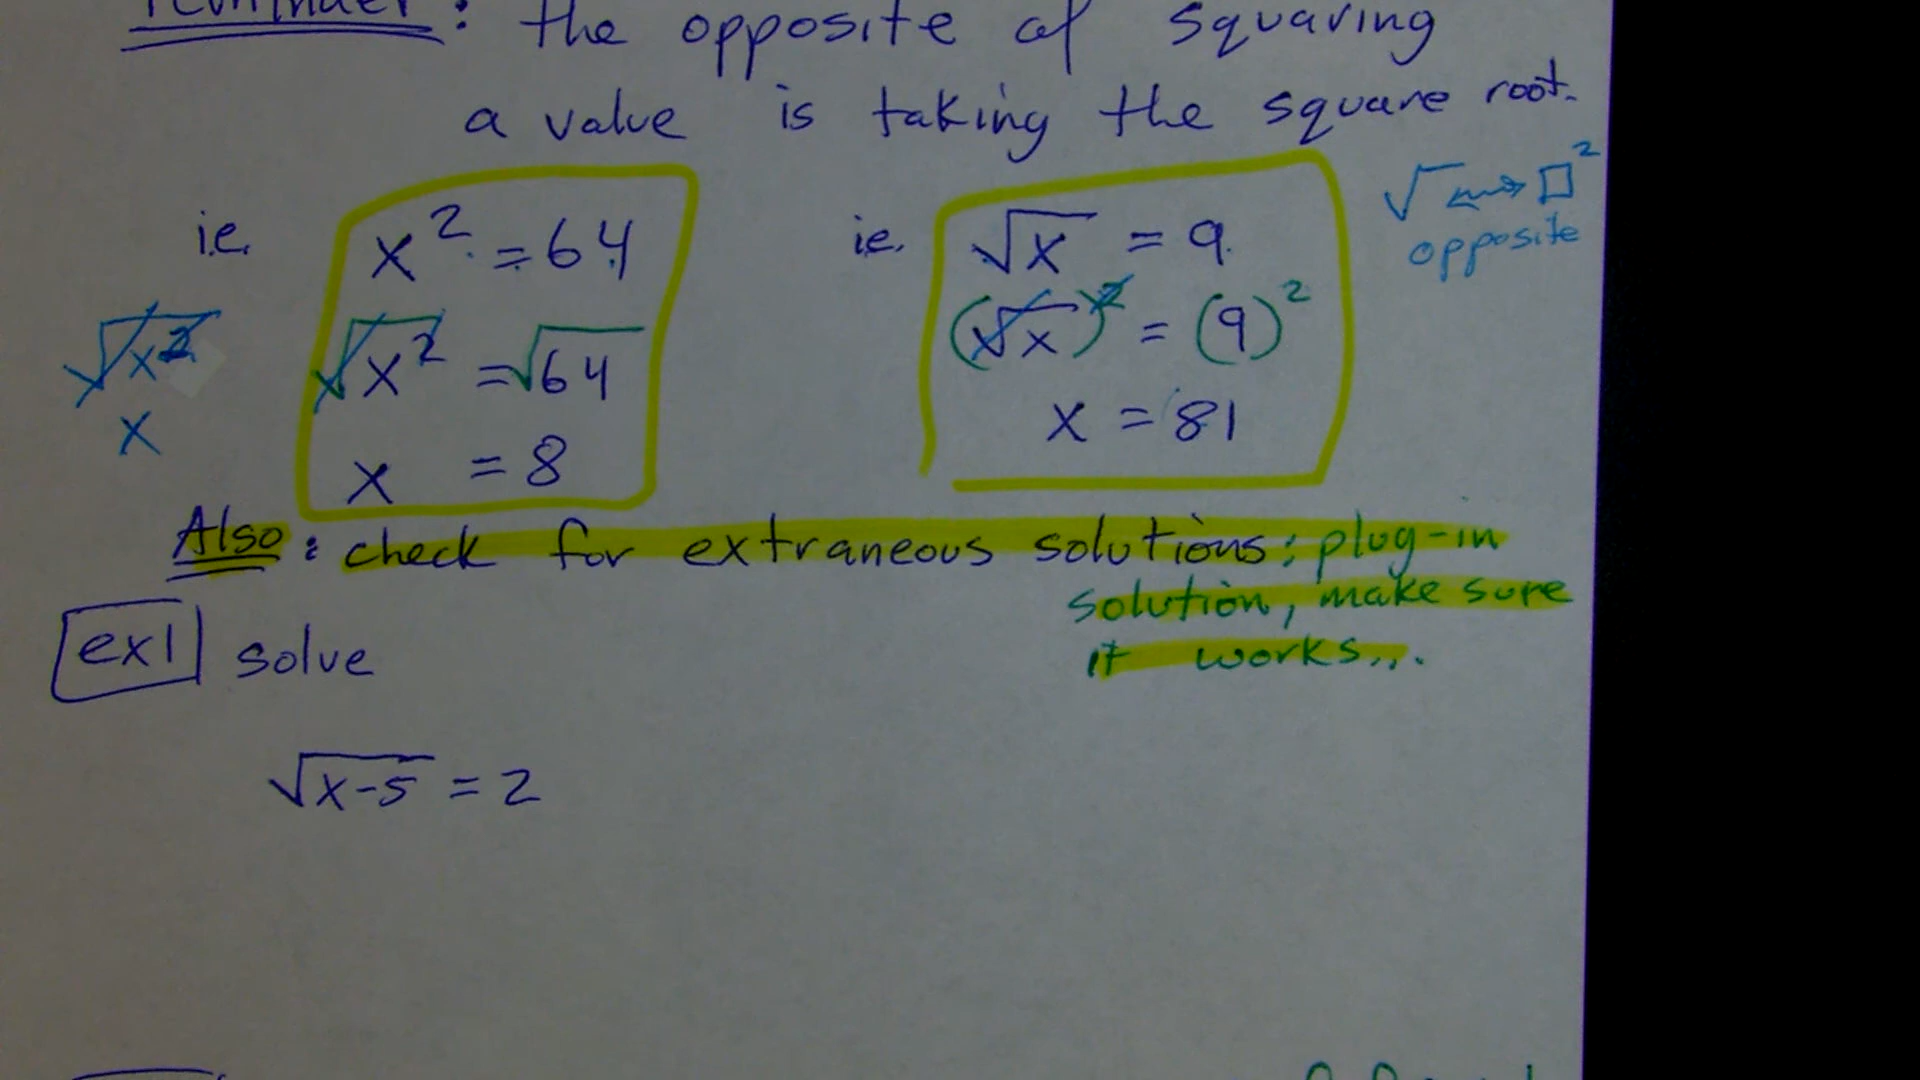 reminder: the opposite of squaring
a value is taking the square root.
√ ⟷ □²
opposite
i.e. x² = 64
√x² = √64
x = 8
√x²
x
i.e. √x = 9
(√x)² = (9)²
x = 81
Also: check for extraneous solutions: plug-in
solution, make sure
it works...
ex1 solve
√x-5 = 2